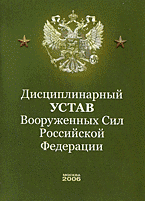 Дисциплинарный
УСТАВ
Вооруженных Сил
Российской
Федерации
МОСКВА
2006